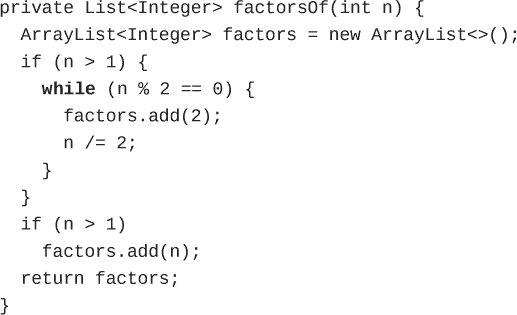 private List<Integer> factorsOf(int n) {
  ArrayList<Integer> factors = new ArrayList<>();
  if (n > 1) {
    while (n % 2 == 0) {
      factors.add(2);
      n /= 2;
    }
  }
  if (n > 1)
    factors.add(n);
  return factors;
}